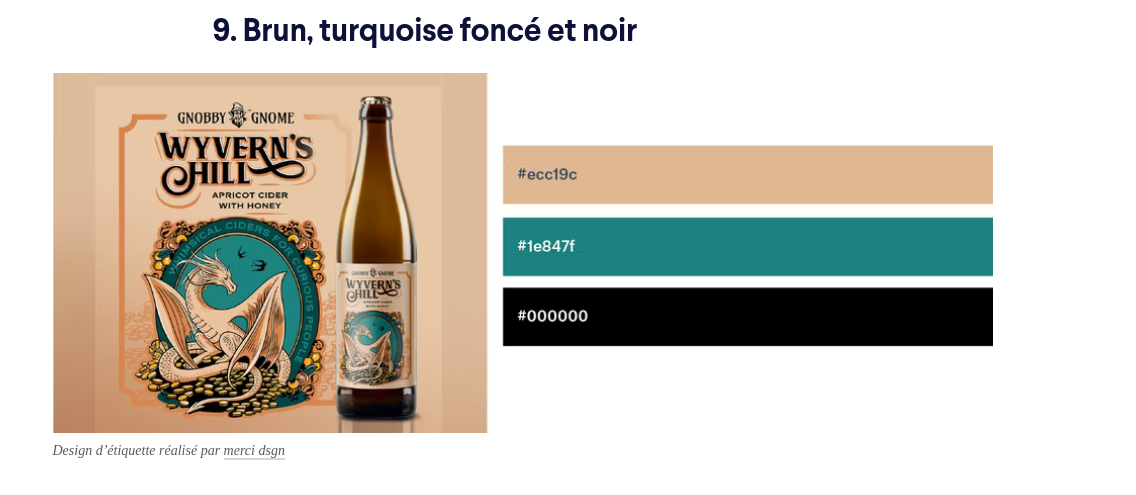 9. Brun, turquoise foncé et noir
GNOBBY GNOME
WYVERN'S
HILL
APRICOT CIDER
WITH HONEY
WHIMSICAL CIDERS FOR CURIOUS PEOPLE
GNOBBY GNOME
WYVERN'S
HILL
APRICOT CIDER
WITH HONEY
#ecc19c
#1e847f
#000000
Design d’étiquette réalisé par merci dsgn